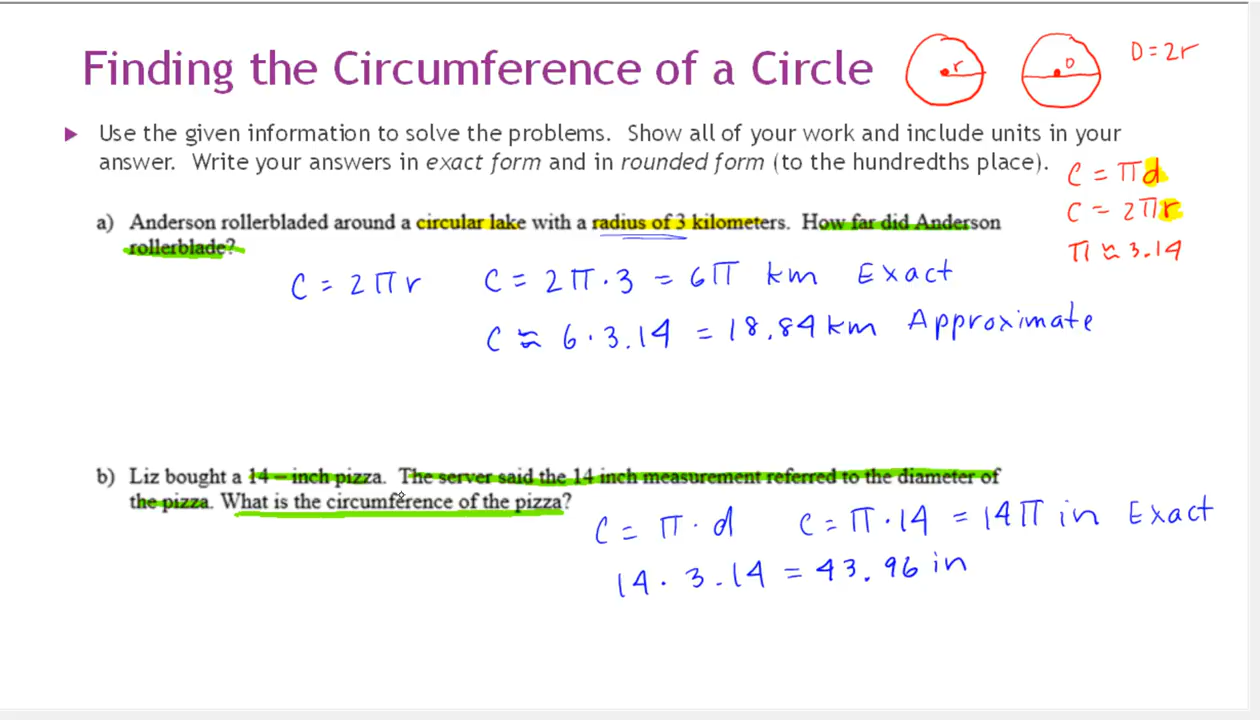 Finding the Circumference of a Circle
r
D
D = 2r
▶ Use the given information to solve the problems. Show all of your work and include units in your
answer. Write your answers in exact form and in rounded form (to the hundredths place).
C = πd
C = 2πr
π ≈ 3.14
a) Anderson rollerbladed around a circular lake with a radius of 3 kilometers. How far did Anderson
rollerblade?
C = 2πr C = 2π·3 = 6π km Exact
C ≈ 6·3.14 = 18.84 km Approximate
b) Liz bought a 14 – inch pizza. The server said the 14 inch measurement referred to the diameter of
the pizza. What is the circumference of the pizza?
C = π·d C = π·14 = 14π in Exact
14·3.14 = 43.96 in